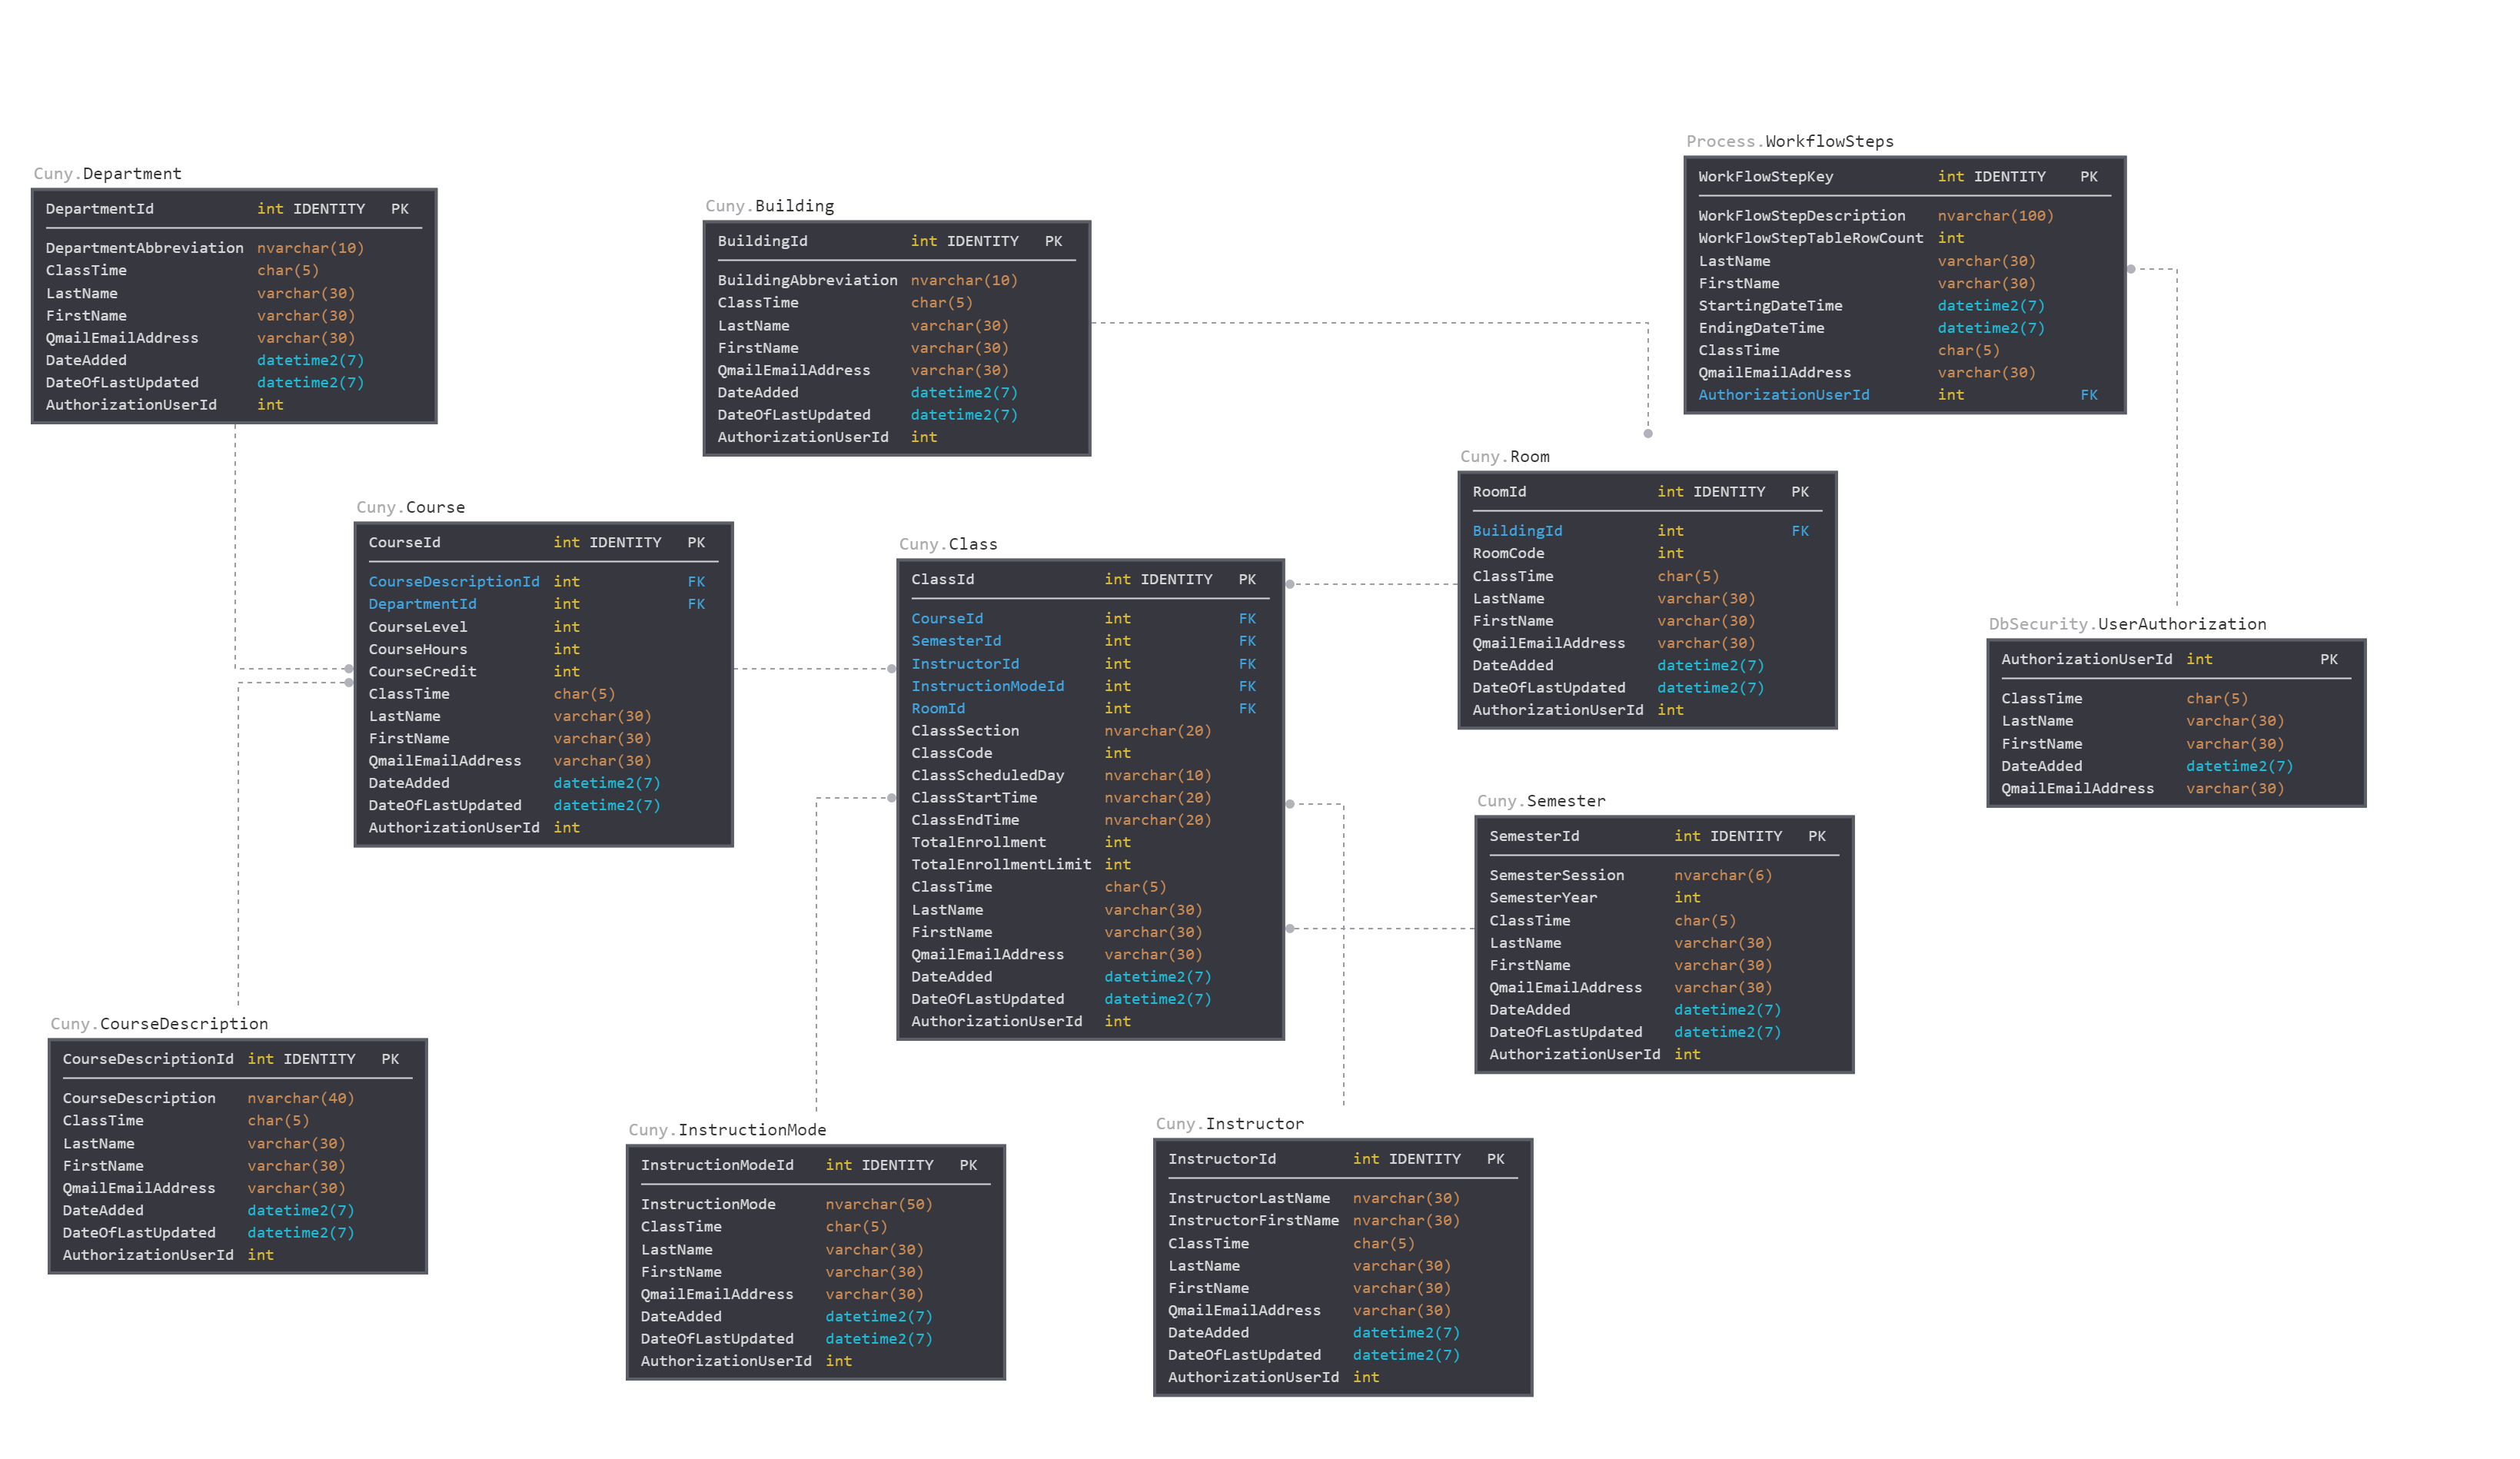 Cuny.Department
DepartmentId int IDENTITY PK
DepartmentAbbreviation nvarchar(10)
ClassTime char(5)
LastName varchar(30)
FirstName varchar(30)
QmailEmailAddress varchar(30)
DateAdded datetime2(7)
DateOfLastUpdated datetime2(7)
AuthorizationUserId int
Cuny.Building
BuildingId int IDENTITY PK
BuildingAbbreviation nvarchar(10)
ClassTime char(5)
LastName varchar(30)
FirstName varchar(30)
QmailEmailAddress varchar(30)
DateAdded datetime2(7)
DateOfLastUpdated datetime2(7)
AuthorizationUserId int
Process.WorkflowSteps
WorkFlowStepKey int IDENTITY PK
WorkFlowStepDescription nvarchar(100)
WorkFlowStepTableRowCount int
LastName varchar(30)
FirstName varchar(30)
StartingDateTime datetime2(7)
EndingDateTime datetime2(7)
ClassTime char(5)
QmailEmailAddress varchar(30)
AuthorizationUserId int FK
Cuny.Course
CourseId int IDENTITY PK
CourseDescriptionId int FK
DepartmentId int FK
CourseLevel int
CourseHours int
CourseCredit int
ClassTime char(5)
LastName varchar(30)
FirstName varchar(30)
QmailEmailAddress varchar(30)
DateAdded datetime2(7)
DateOfLastUpdated datetime2(7)
AuthorizationUserId int
Cuny.Class
ClassId int IDENTITY PK
CourseId int FK
SemesterId int FK
InstructorId int FK
InstructionModeId int FK
RoomId int FK
ClassSection nvarchar(20)
ClassCode int
ClassScheduledDay nvarchar(10)
ClassStartTime nvarchar(20)
ClassEndTime nvarchar(20)
TotalEnrollment int
TotalEnrollmentLimit int
ClassTime char(5)
LastName varchar(30)
FirstName varchar(30)
QmailEmailAddress varchar(30)
DateAdded datetime2(7)
DateOfLastUpdated datetime2(7)
AuthorizationUserId int
Cuny.Room
RoomId int IDENTITY PK
BuildingId int FK
RoomCode int
ClassTime char(5)
LastName varchar(30)
FirstName varchar(30)
QmailEmailAddress varchar(30)
DateAdded datetime2(7)
DateOfLastUpdated datetime2(7)
AuthorizationUserId int
DbSecurity.UserAuthorization
AuthorizationUserId int PK
ClassTime char(5)
LastName varchar(30)
FirstName varchar(30)
DateAdded datetime2(7)
QmailEmailAddress varchar(30)
Cuny.Semester
SemesterId int IDENTITY PK
SemesterSession nvarchar(6)
SemesterYear int
ClassTime char(5)
LastName varchar(30)
FirstName varchar(30)
QmailEmailAddress varchar(30)
DateAdded datetime2(7)
DateOfLastUpdated datetime2(7)
AuthorizationUserId int
Cuny.CourseDescription
CourseDescriptionId int IDENTITY PK
CourseDescription nvarchar(40)
ClassTime char(5)
LastName varchar(30)
FirstName varchar(30)
QmailEmailAddress varchar(30)
DateAdded datetime2(7)
DateOfLastUpdated datetime2(7)
AuthorizationUserId int
Cuny.InstructionMode
InstructionModeId int IDENTITY PK
InstructionMode nvarchar(50)
ClassTime char(5)
LastName varchar(30)
FirstName varchar(30)
QmailEmailAddress varchar(30)
DateAdded datetime2(7)
DateOfLastUpdated datetime2(7)
AuthorizationUserId int
Cuny.Instructor
InstructorId int IDENTITY PK
InstructorLastName nvarchar(30)
InstructorFirstName nvarchar(30)
ClassTime char(5)
LastName varchar(30)
FirstName varchar(30)
QmailEmailAddress varchar(30)
DateAdded datetime2(7)
DateOfLastUpdated datetime2(7)
AuthorizationUserId int